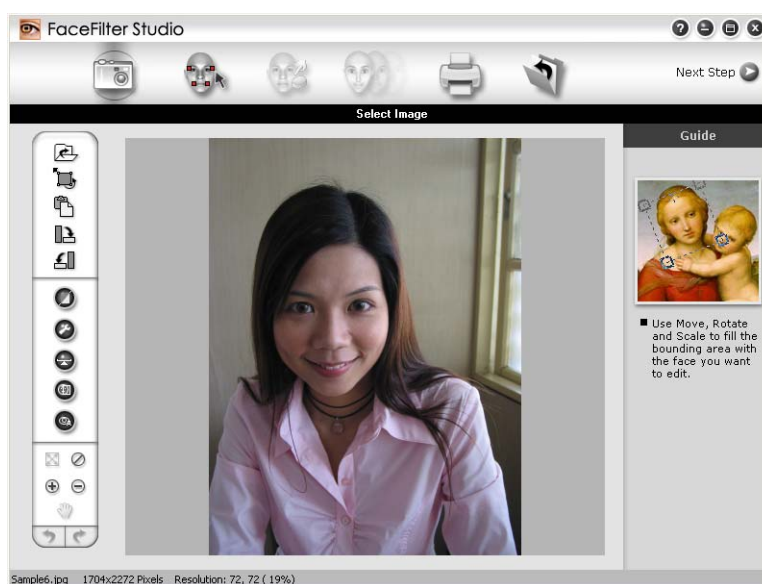 FaceFilter Studio
Next Step
Select Image
Guide
Use Move, Rotate
and Scale to fill the
bounding area with
the face you want
to edit.
Sample6.jpg 1704x2272 Pixels Resolution: 72, 72 ( 19%)